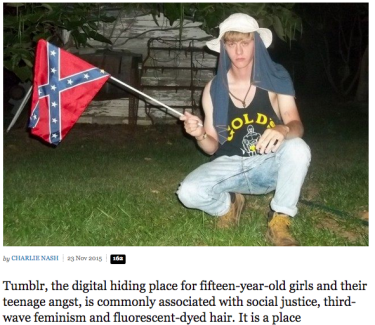 GOLD'S
by CHARLIE NASH | 23 Nov 2015 | 162
Tumblr, the digital hiding place for fifteen-year-old girls and their
teenage angst, is commonly associated with social justice, third-
wave feminism and fluorescent-dyed hair. It is a place